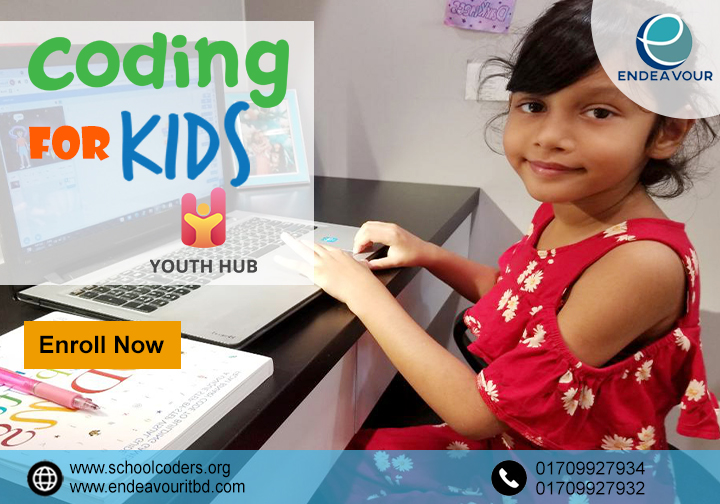 Coding
FOR KIDS
YOUTH HUB
ENDEAVOUR
Enroll Now
www.schoolcoders.org
www.endeavouritbd.com
01709927934
01709927932